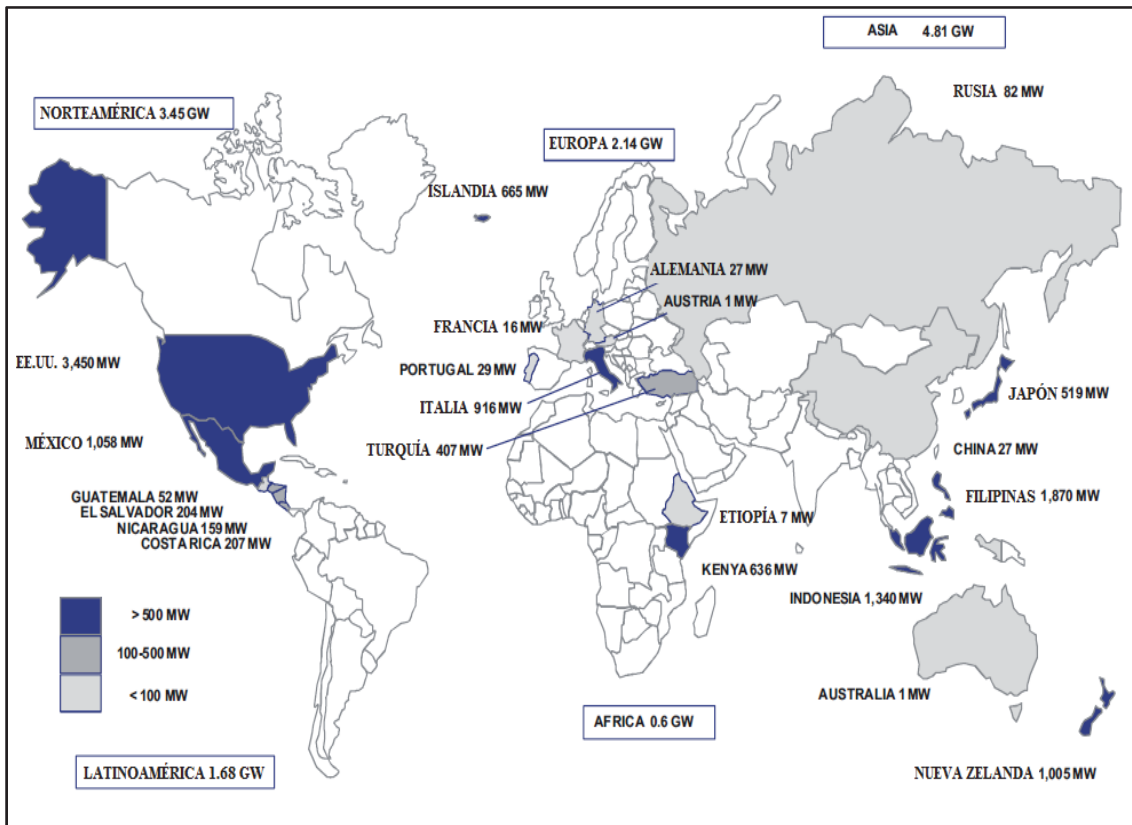 ASIA 4.81 GW
RUSIA 82 MW
NORTEAMÉRICA 3.45 GW
EUROPA 2.14 GW
ISLANDIA 665 MW
ALEMANIA 27 MW
AUSTRIA 1 MW
FRANCIA 16 MW
EE.UU. 3,450 MW
PORTUGAL 29 MW
JAPÓN 519 MW
ITALIA 916 MW
MÉXICO 1,058 MW
TURQUÍA 407 MW
CHINA 27 MW
GUATEMALA 52 MW
EL SALVADOR 204 MW
NICARAGUA 159 MW
COSTA RICA 207 MW
FILIPINAS 1,870 MW
ETIOPÍA 7 MW
KENYA 636 MW
INDONESIA 1,340 MW
> 500 MW
100-500 MW
< 100 MW
AUSTRALIA 1 MW
AFRICA 0.6 GW
LATINOAMÉRICA 1.68 GW
NUEVA ZELANDA 1,005 MW